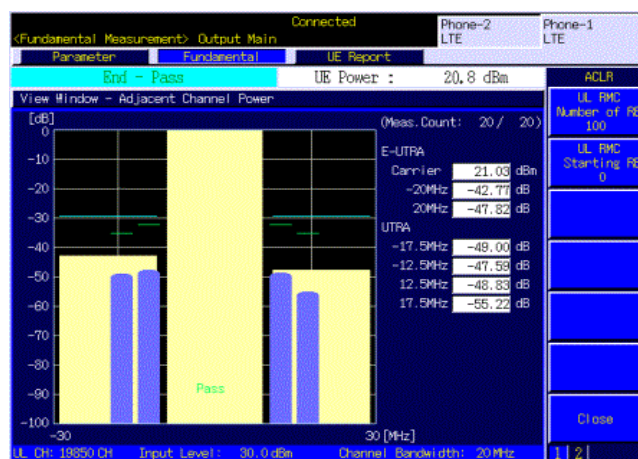 Connected
Phone-2
LTE
Phone-1
LTE
<Fundamental Measurement> Output Main
Parameter
Fundamental
UE Report
End - Pass
UE Power : 20.8 dBm
ACLR
View Window - Adjacent Channel Power
UL RMC
Number of RB
100
UL RMC
Starting RB
0
[dB]
0
-10
-20
-30
-40
-50
-60
-70
-80
-90
-100
(Meas.Count: 20 / 20)
E-UTRA
Carrier 21.03 dBm
-20MHz -42.77 dB
20MHz -47.82 dB
UTRA
-17.5MHz -49.00 dB
-12.5MHz -47.59 dB
12.5MHz -48.83 dB
17.5MHz -55.22 dB
Pass
-30
30 [MHz]
Close
UL CH: 19850 CH Input Level: 30.0 dBm Channel Bandwidth: 20 MHz
1 2